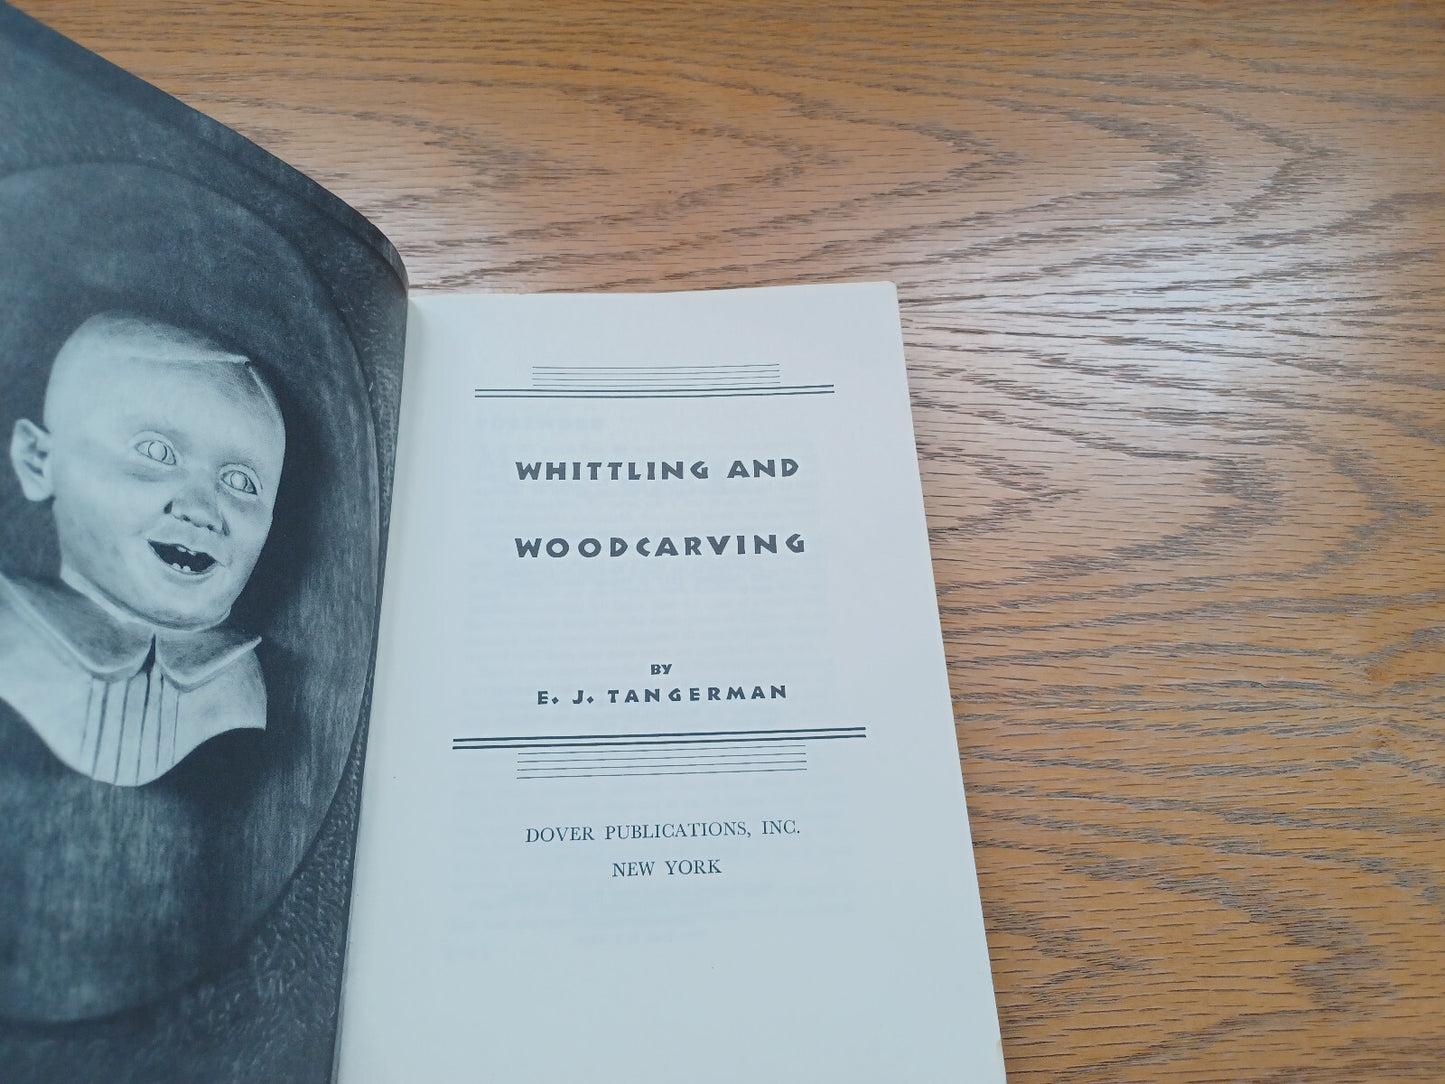 WHITTLING AND
WOODCARVING
BY
E. J. TANGERMAN
DOVER PUBLICATIONS, INC.
NEW YORK